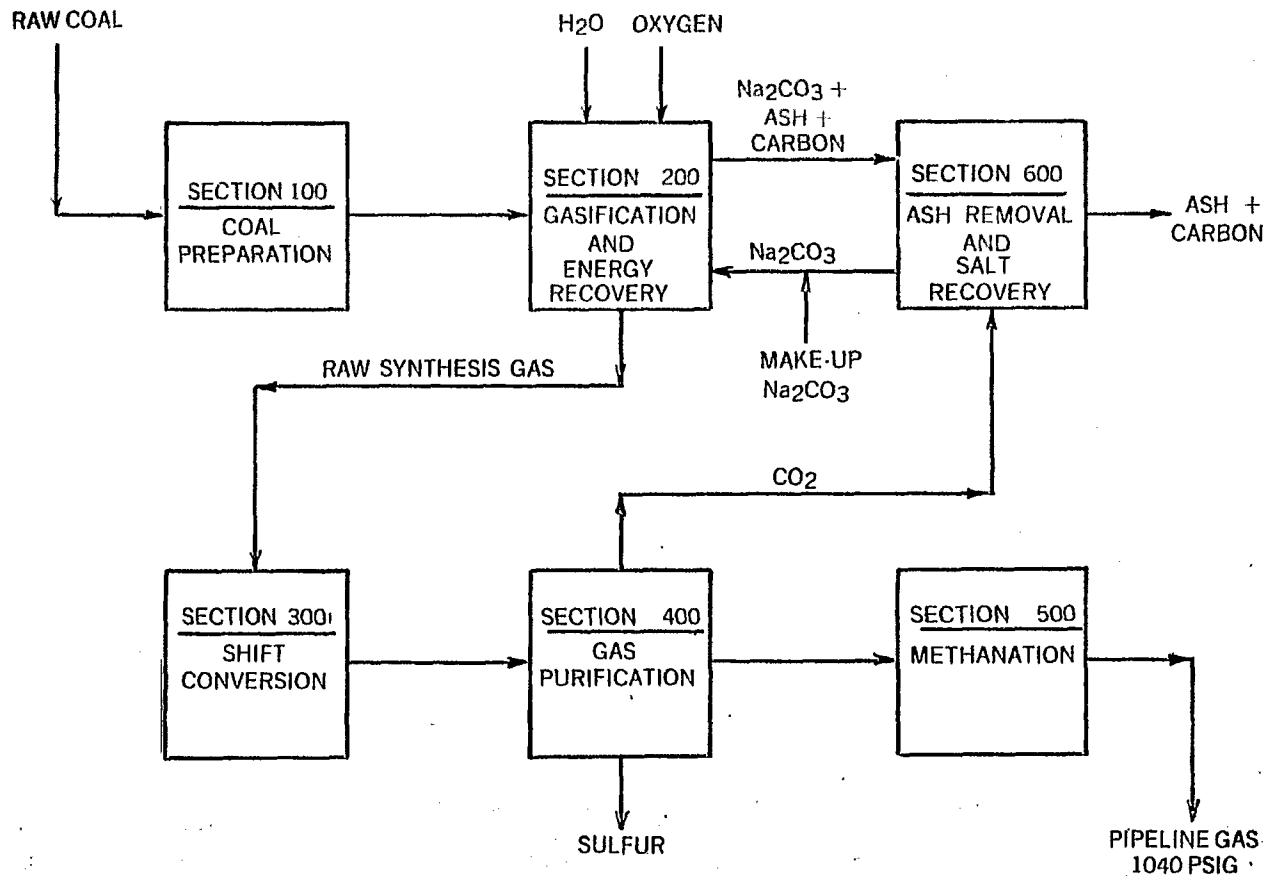 RAW COAL
H2O
OXYGEN
Na2CO3 +
ASH +
CARBON
SECTION 100
COAL
PREPARATION
SECTION 200
GASIFICATION
AND
ENERGY
RECOVERY
SECTION 600
ASH REMOVAL
AND
SALT
RECOVERY
ASH +
CARBON
Na2CO3
MAKE-UP
Na2CO3
RAW SYNTHESIS GAS
CO2
SECTION 300
SHIFT
CONVERSION
SECTION 400
GAS
PURIFICATION
SECTION 500
METHANATION
SULFUR
PIPELINE GAS
1040 PSIG